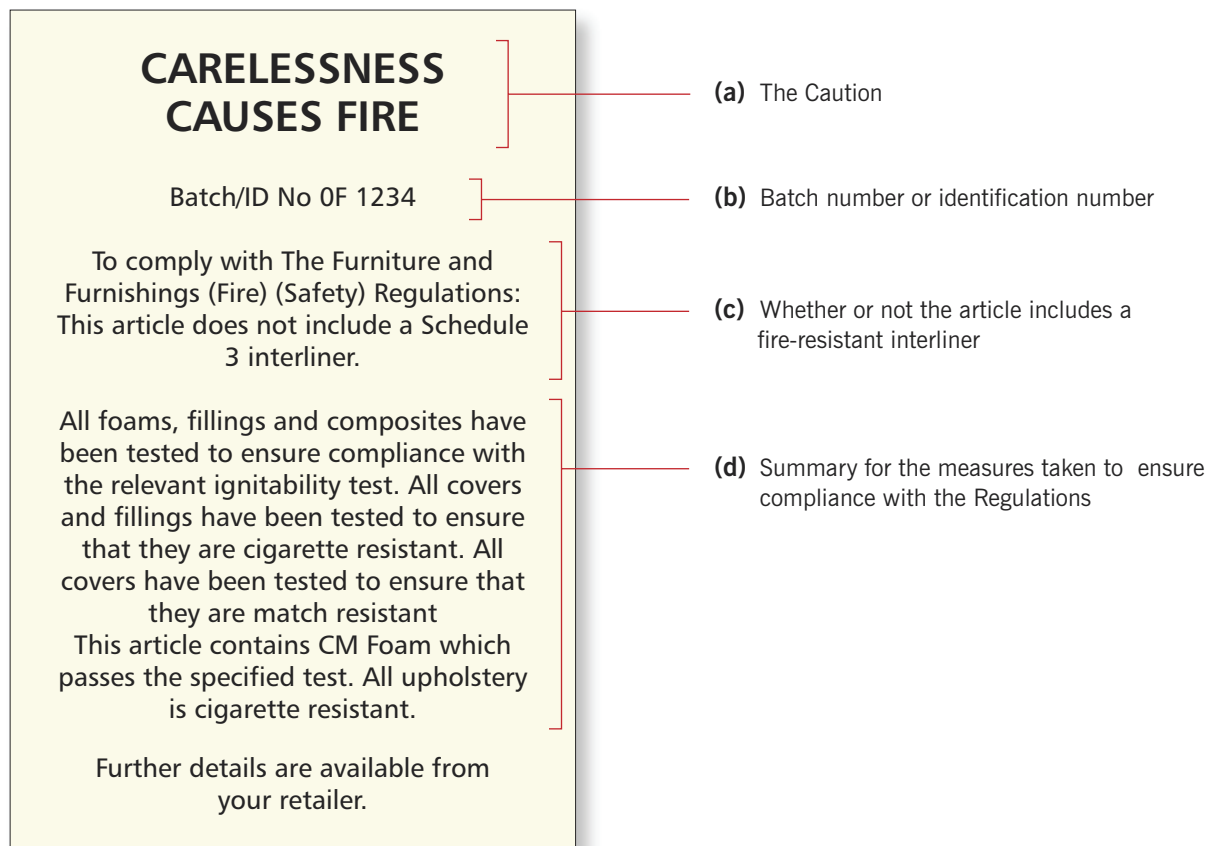 CARELESSNESS
CAUSES FIRE
Batch/ID No 0F 1234
To comply with The Furniture and
Furnishings (Fire) (Safety) Regulations:
This article does not include a Schedule
3 interliner.
All foams, fillings and composites have
been tested to ensure compliance with
the relevant ignitability test. All covers
and fillings have been tested to ensure
that they are cigarette resistant. All
covers have been tested to ensure that
they are match resistant
This article contains CM Foam which
passes the specified test. All upholstery
is cigarette resistant.
Further details are available from
your retailer.
(a) The Caution
(b) Batch number or identification number
(c) Whether or not the article includes a
fire-resistant interliner
(d) Summary for the measures taken to ensure
compliance with the Regulations